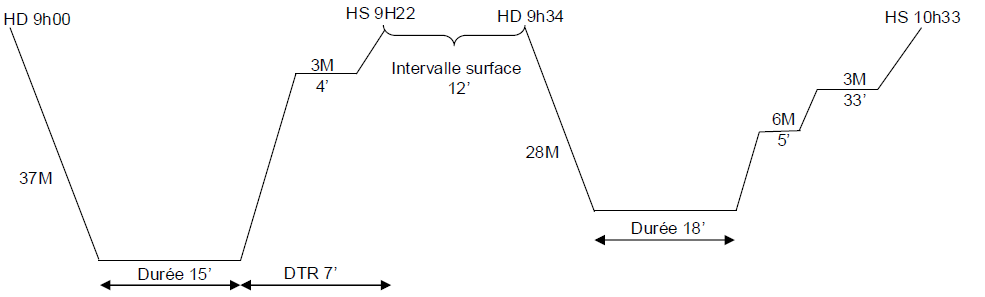 HD 9h00
HS 9H22
HD 9h34
HS 10h33
3M
4’
Intervalle surface
12’
3M
33’
6M
5’
37M
28M
Durée 18’
Durée 15’
DTR 7’